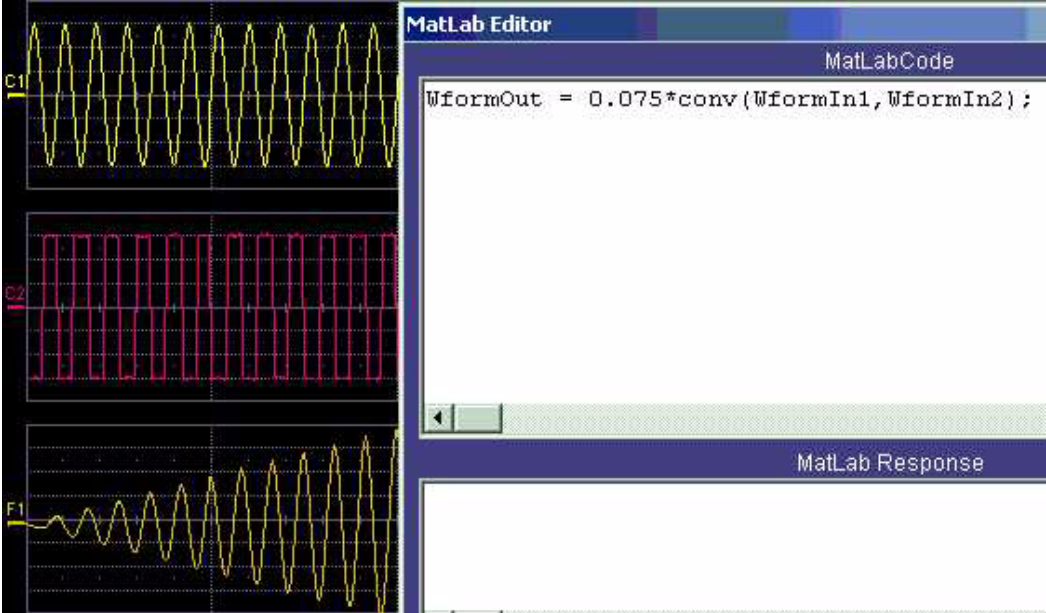 C1
C2
F1
MatLab Editor
MatLabCode
WformOut = 0.075*conv(WformIn1,WformIn2);
MatLab Response